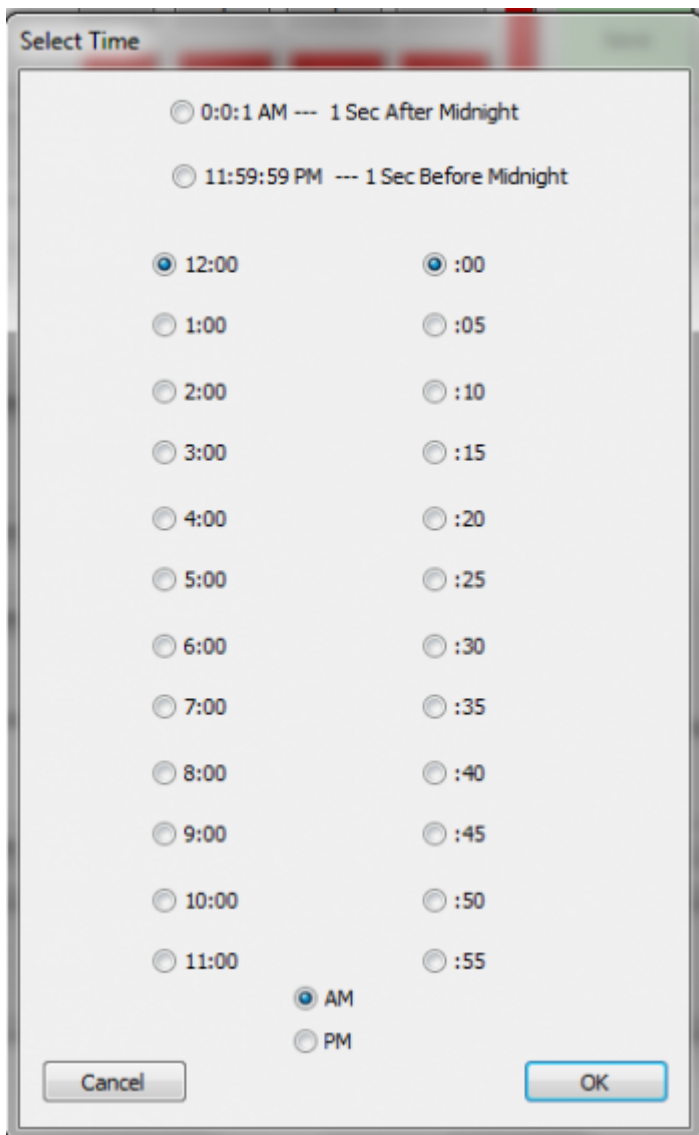 Select Time
0:0:1 AM --- 1 Sec After Midnight
11:59:59 PM --- 1 Sec Before Midnight
12:00 :00
1:00 :05
2:00 :10
3:00 :15
4:00 :20
5:00 :25
6:00 :30
7:00 :35
8:00 :40
9:00 :45
10:00 :50
11:00 :55
AM
PM
Cancel OK